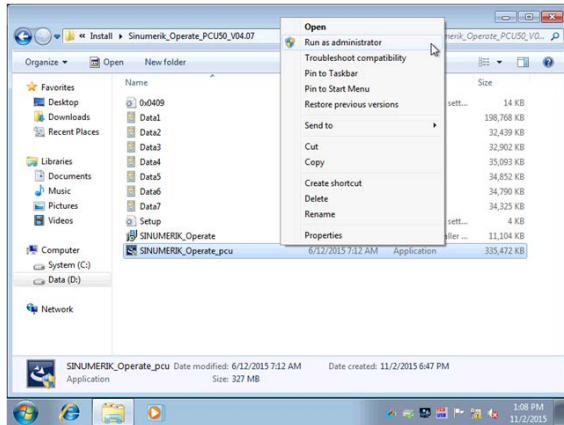 « Install ▸ Sinumerik_Operate_PCU50_V04.07
Organize
Open
New folder
Favorites
Desktop
Downloads
Recent Places
Libraries
Documents
Music
Pictures
Videos
Computer
System (C:)
Data (D:)
Network
Name
Size
0x0409
sett...
14 KB
Data1
198,768 KB
Data2
32,439 KB
Data3
32,902 KB
Data4
35,093 KB
Data5
34,852 KB
Data6
34,790 KB
Data7
34,325 KB
Setup
sett...
4 KB
SINUMERIK_Operate
11,104 KB
SINUMERIK_Operate_pcu
6/12/2015 7:12 AM
Application
335,472 KB
Open
Run as administrator
Troubleshoot compatibility
Pin to Taskbar
Pin to Start Menu
Restore previous versions
Send to
Cut
Copy
Create shortcut
Delete
Rename
Properties
SINUMERIK_Operate_pcu Date modified: 6/12/2015 7:12 AM Date created: 11/2/2015 6:47 PM
Application Size: 327 MB
1:08 PM
11/2/2015